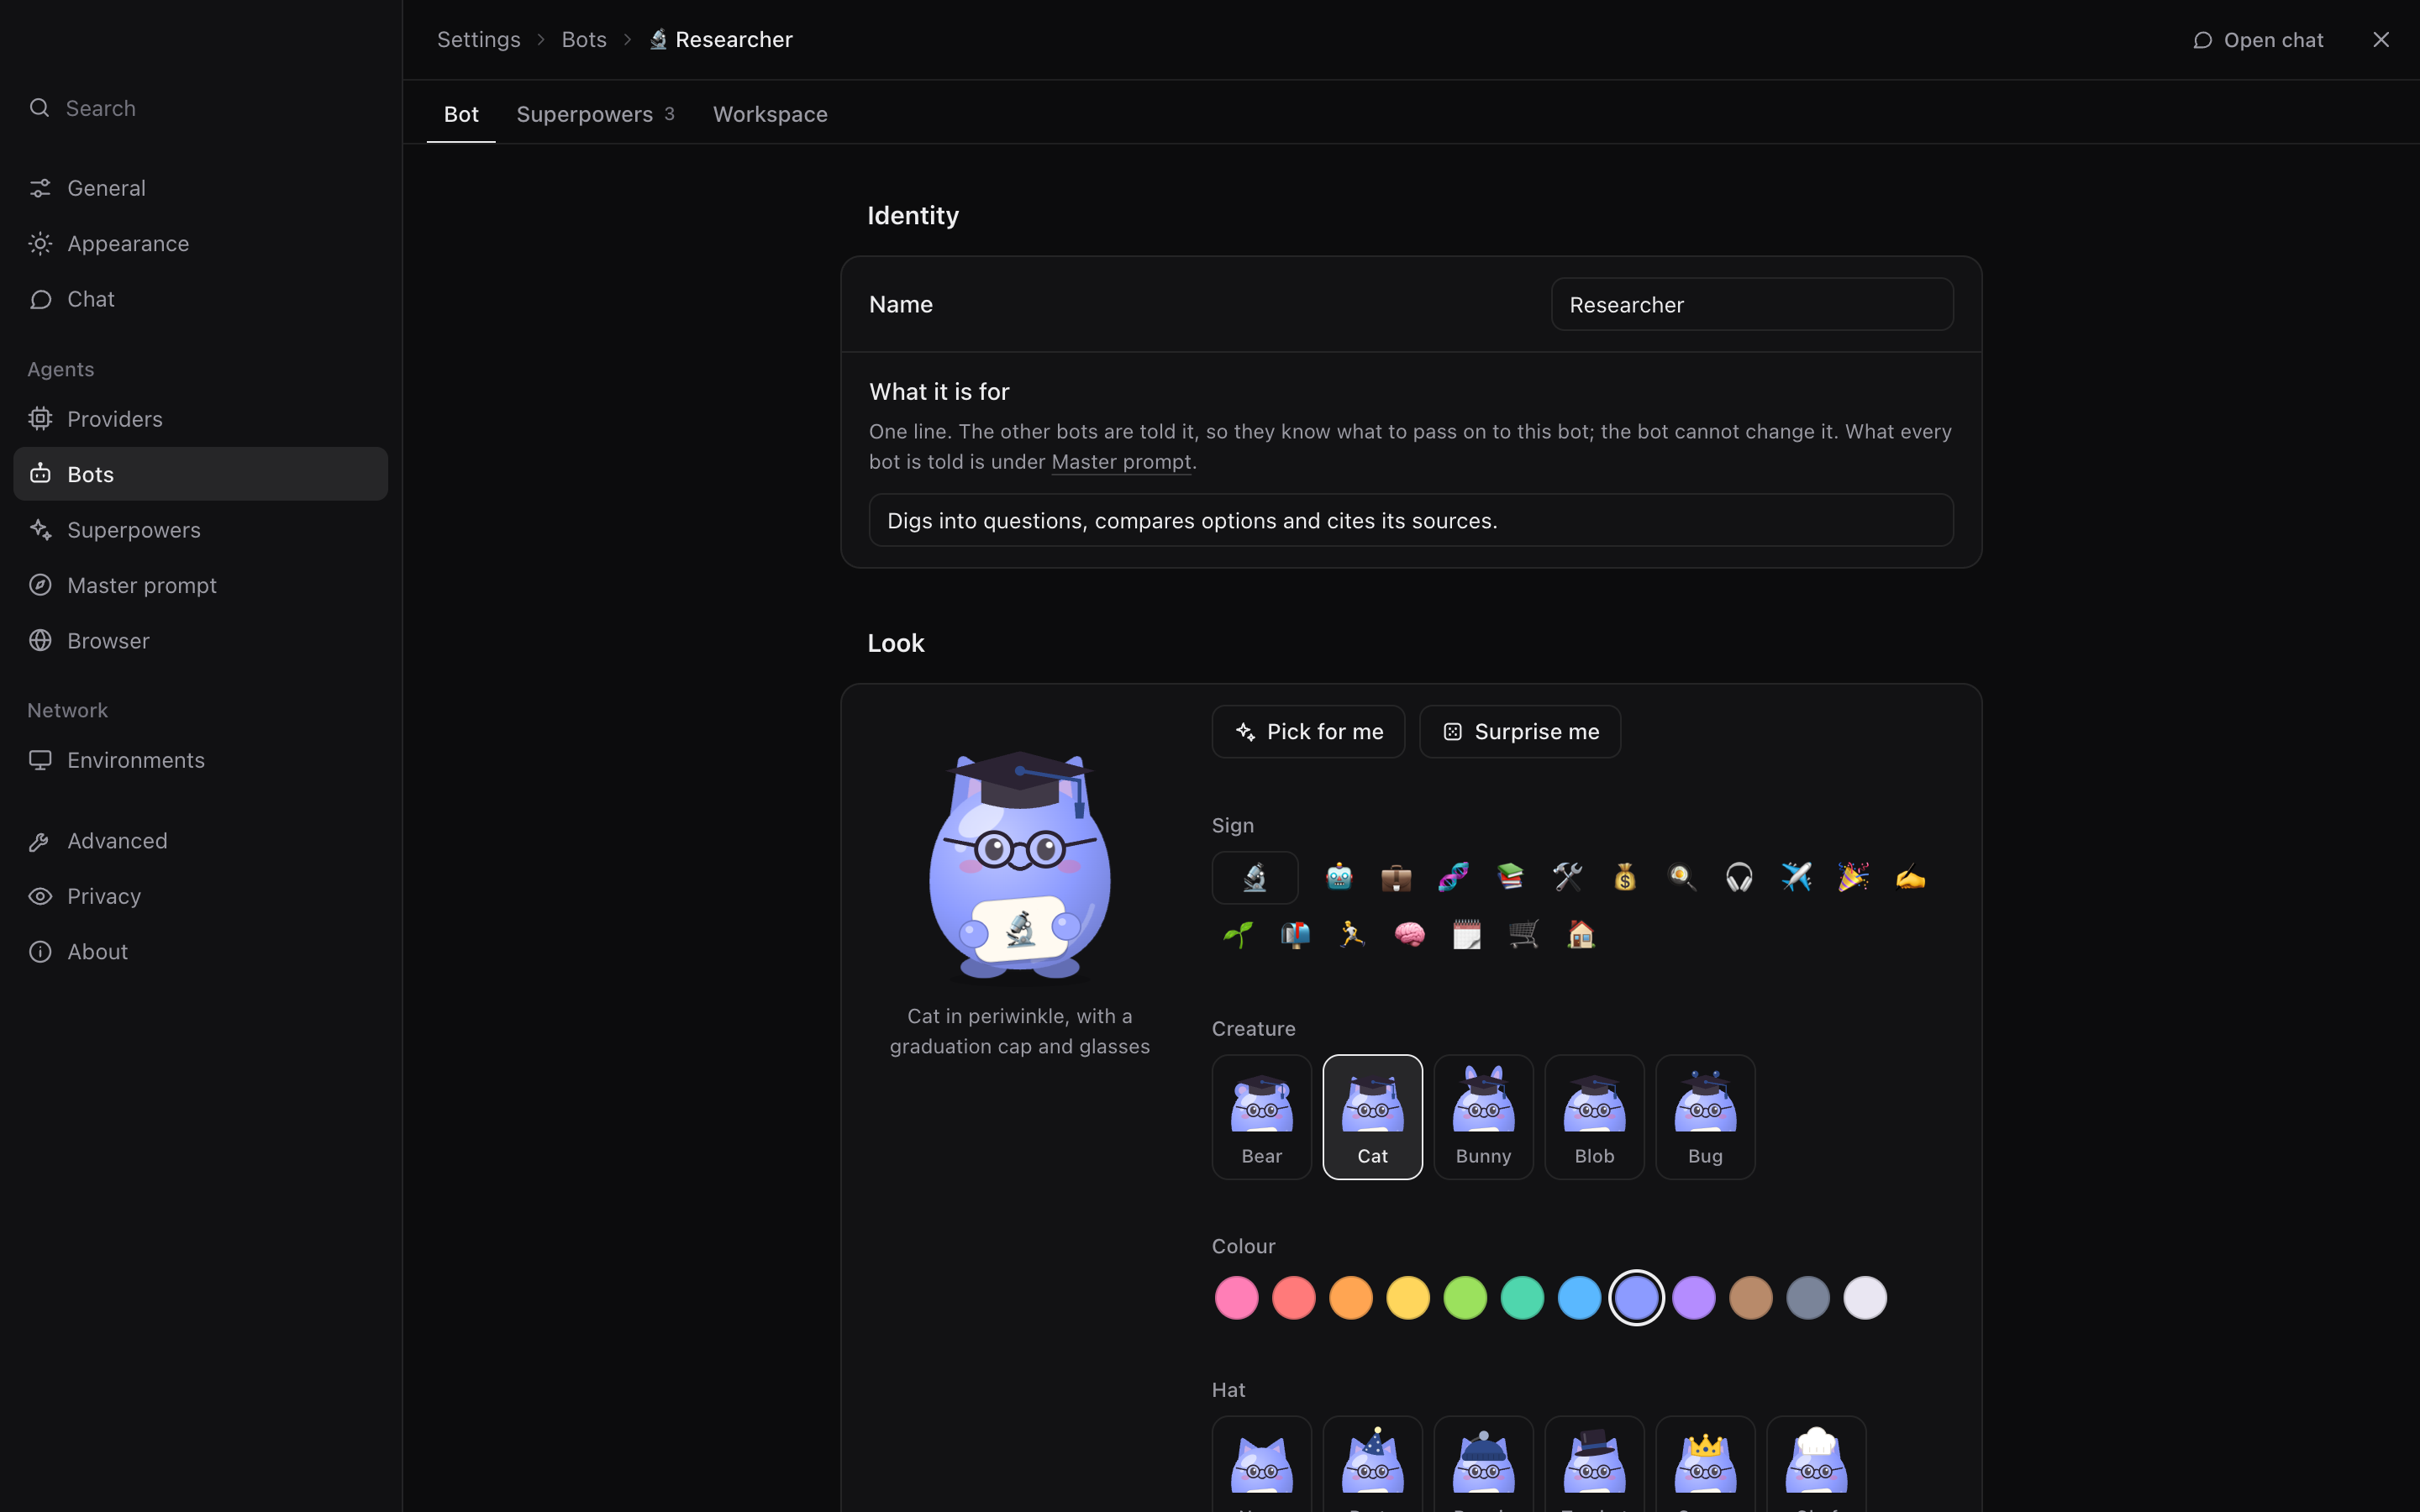 Settings > Bots > Researcher
Open chat
Search
General
Appearance
Chat
Agents
Providers
Bots
Superpowers
Master prompt
Browser
Network
Environments
Advanced
Privacy
About
Bot
Superpowers 3
Workspace
Identity
Name
Researcher
What it is for
One line. The other bots are told it, so they know what to pass on to this bot; the bot cannot change it. What every
bot is told is under Master prompt.
Digs into questions, compares options and cites its sources.
Look
Pick for me
Surprise me
Sign
Cat in periwinkle, with a
graduation cap and glasses
Creature
Bear
Cat
Bunny
Blob
Bug
Colour
Hat